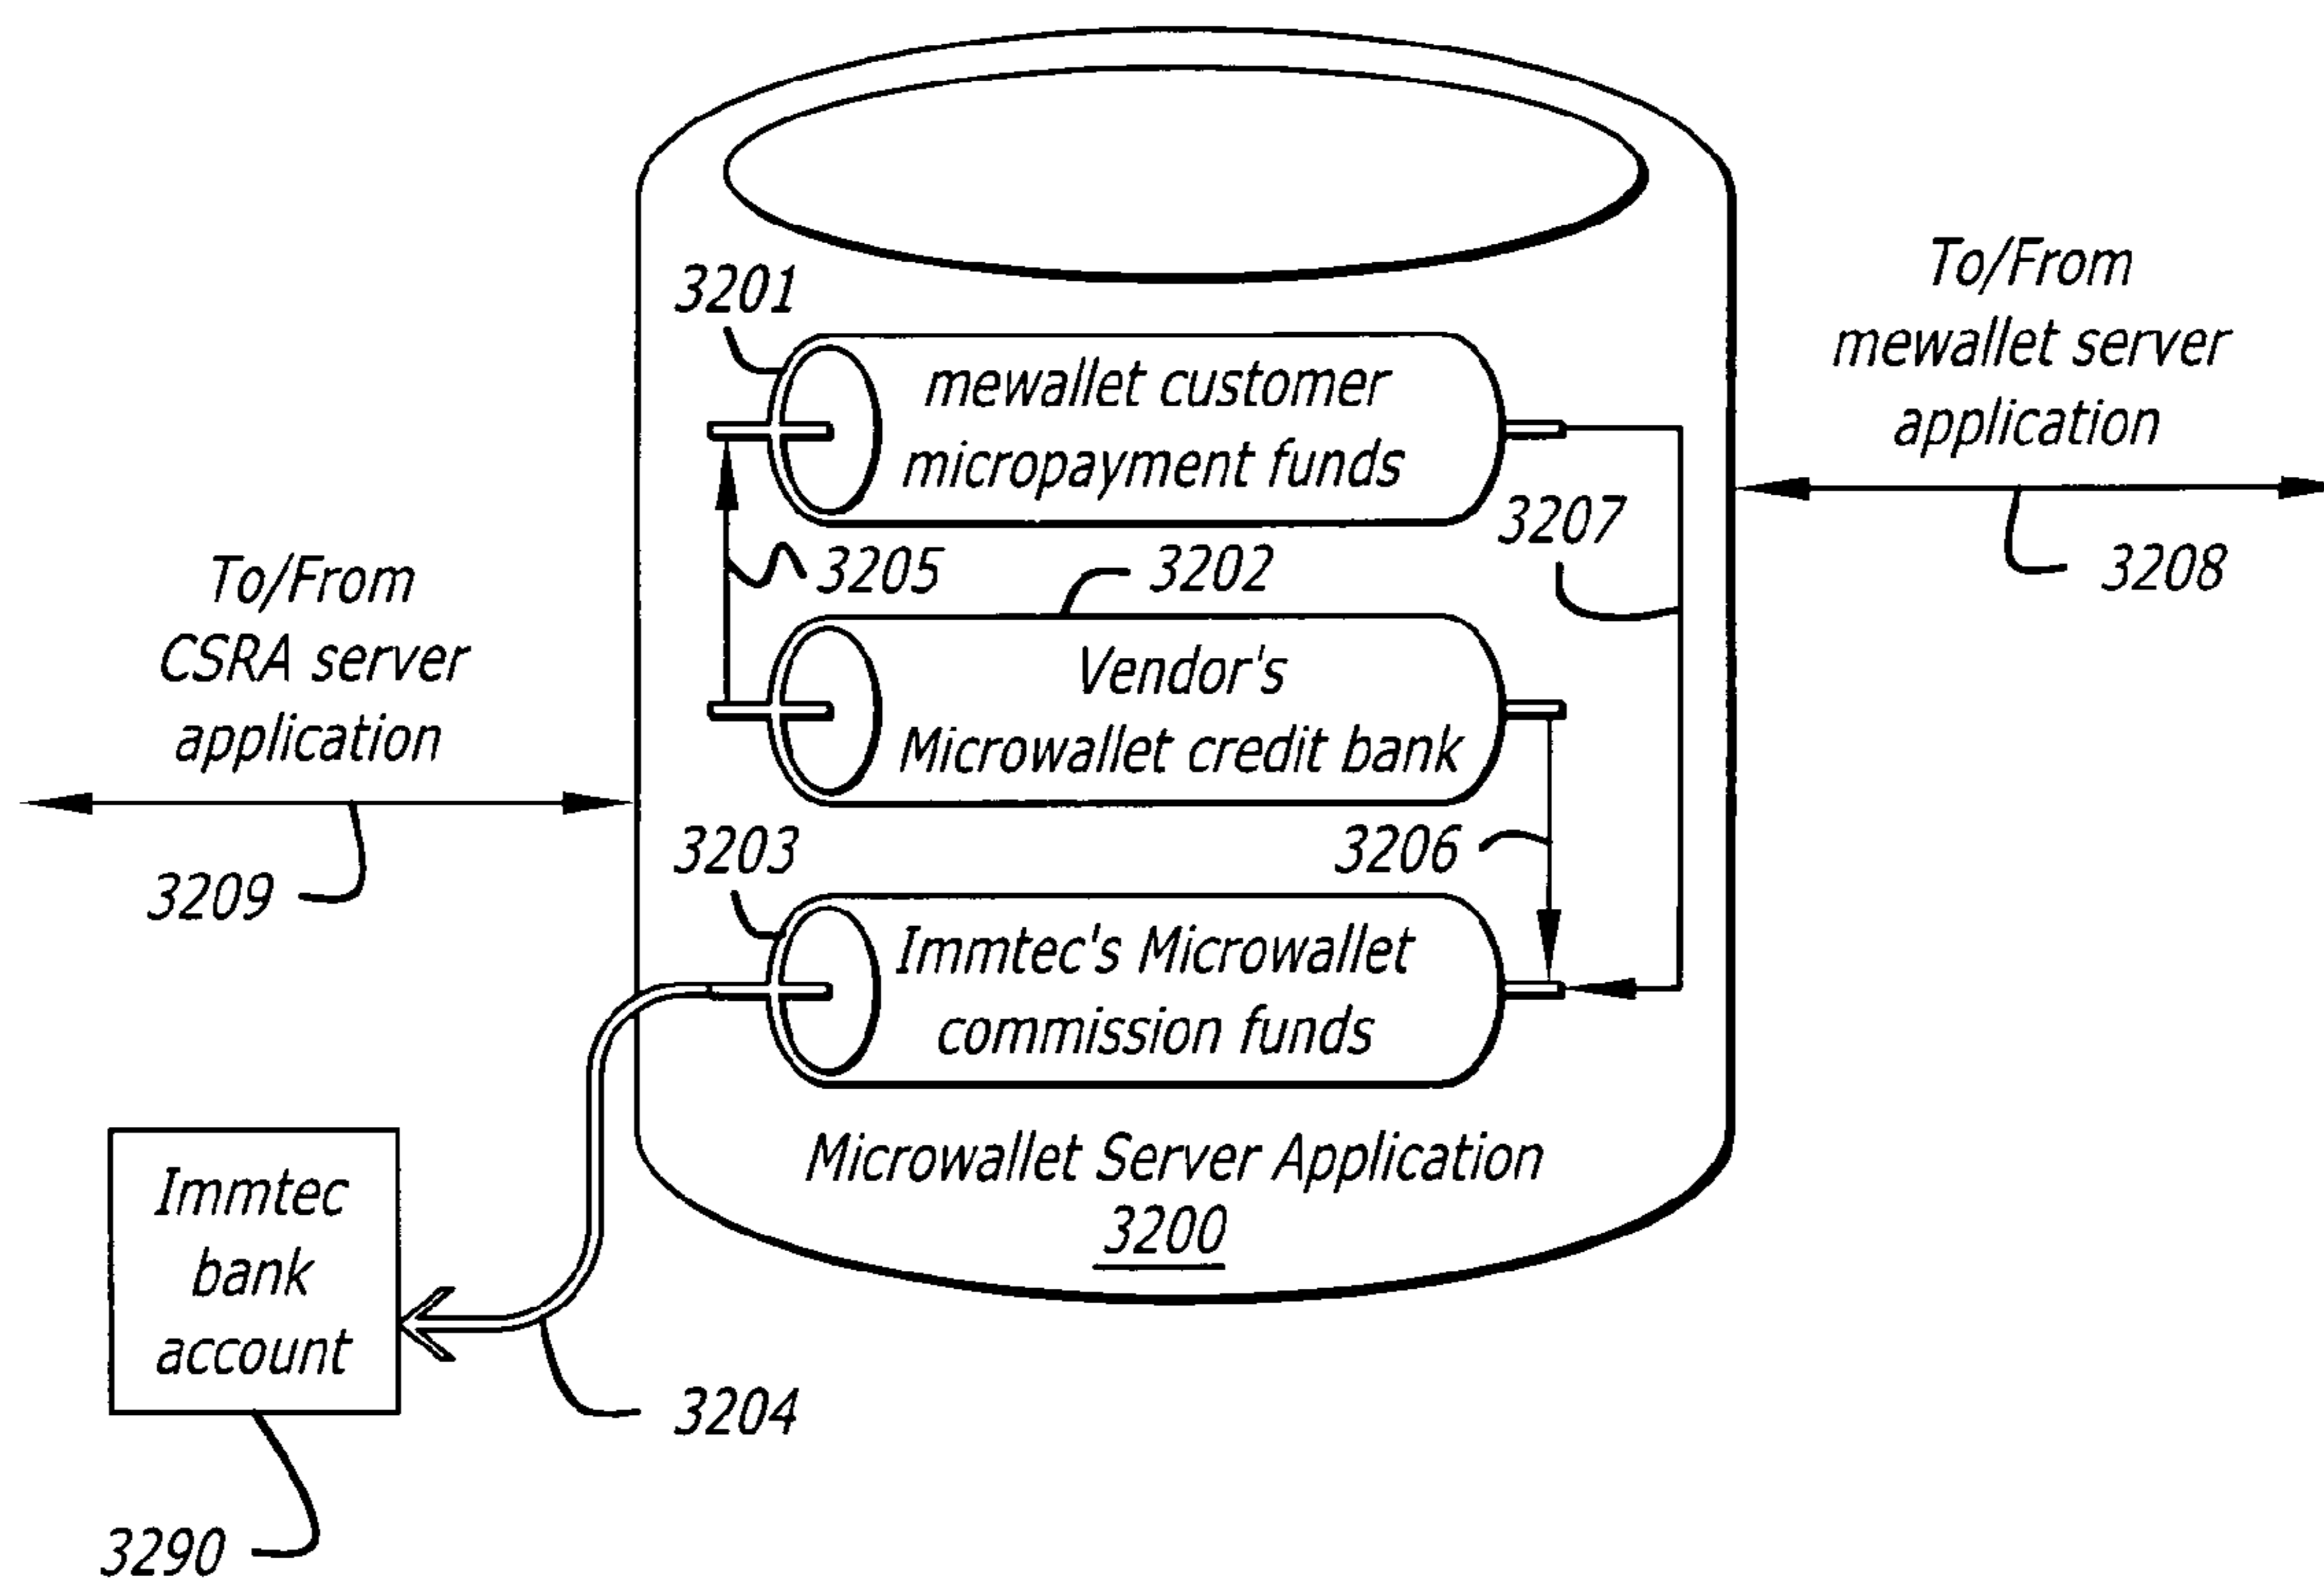 3201
mewallet customer
micropayment funds
To/From
mewallet server
application
3207
3208
3205
3202
To/From
CSRA server
application
Vendor's
Microwallet credit bank
3209
3203
3206
Immtec's Microwallet
commission funds
Microwallet Server Application
3200
Immtec
bank
account
3204
3290